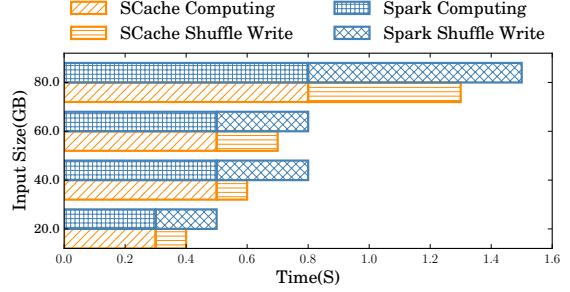 SCache Computing Spark Computing
SCache Shuffle Write Spark Shuffle Write
Input Size(GB)
80.0
60.0
40.0
20.0
0.0 0.2 0.4 0.6 0.8 1.0 1.2 1.4 1.6
Time(S)